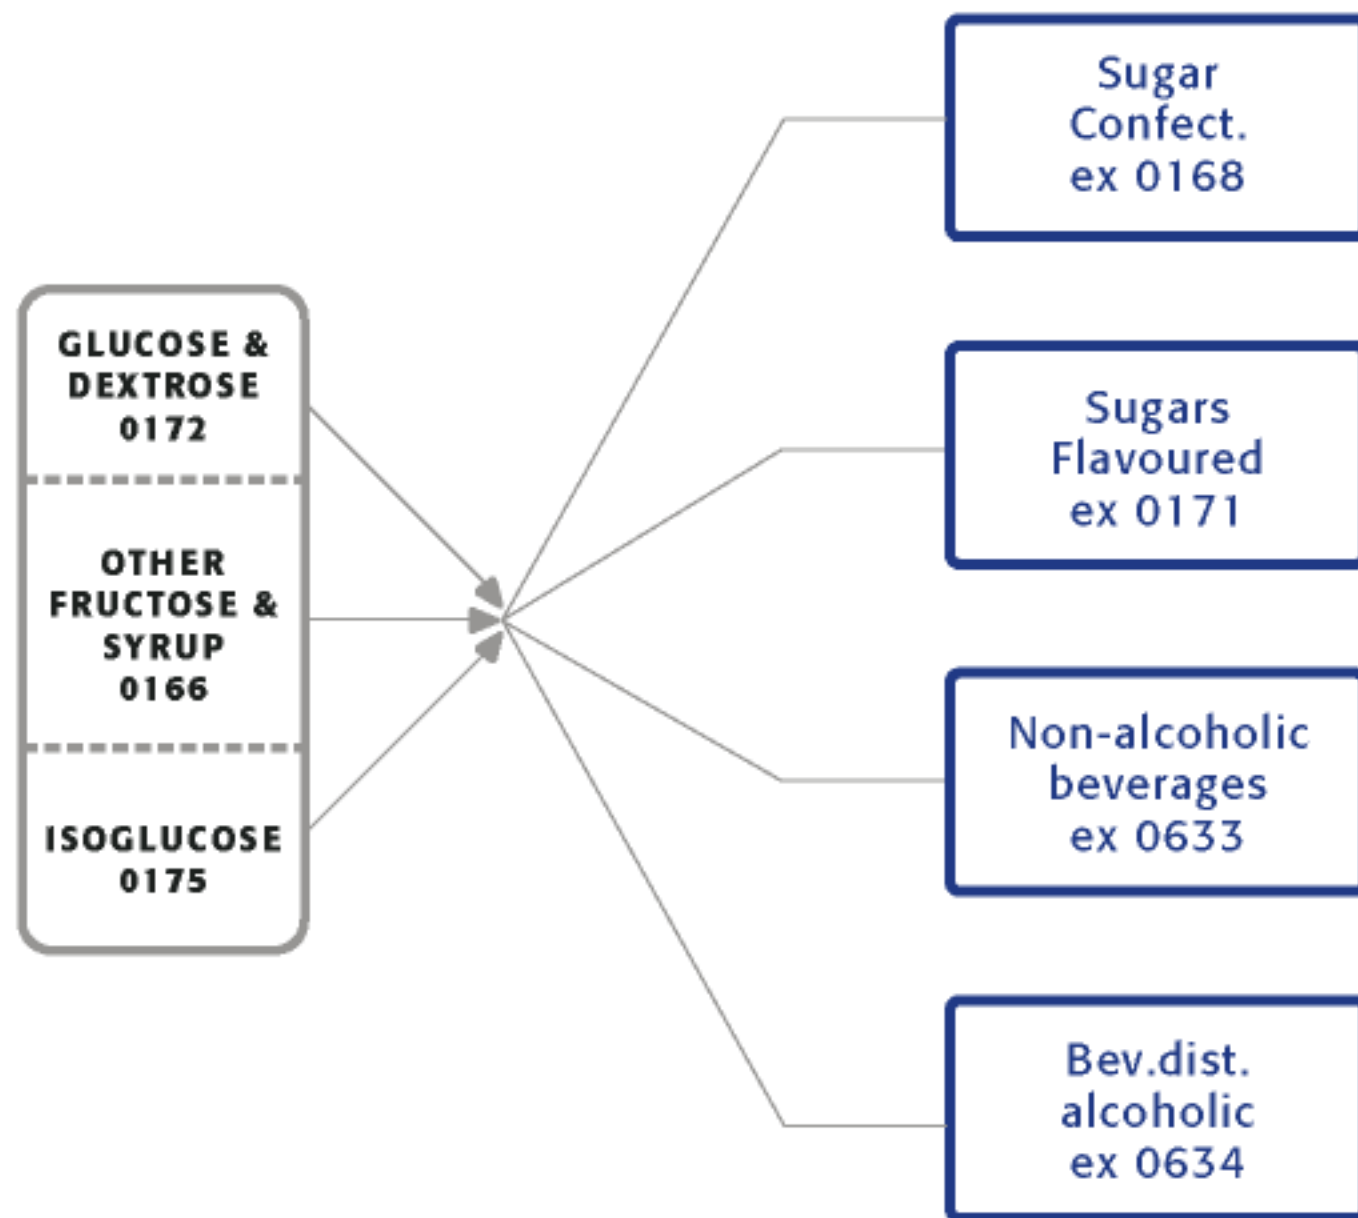 GLUCOSE &
DEXTROSE
0172
OTHER
FRUCTOSE &
SYRUP
0166
ISOGLUCOSE
0175
Sugar
Confect.
ex 0168
Sugars
Flavoured
ex 0171
Non-alcoholic
beverages
ex 0633
Bev.dist.
alcoholic
ex 0634